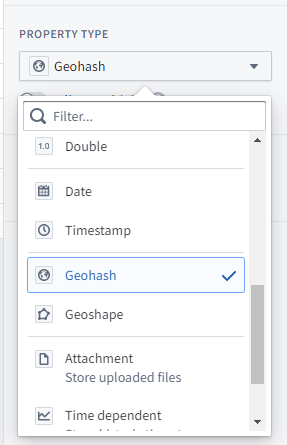 PROPERTY TYPE
Geohash
Filter...
1.0 Double
Date
Timestamp
Geohash
Geoshape
Attachment
Store uploaded files
Time dependent